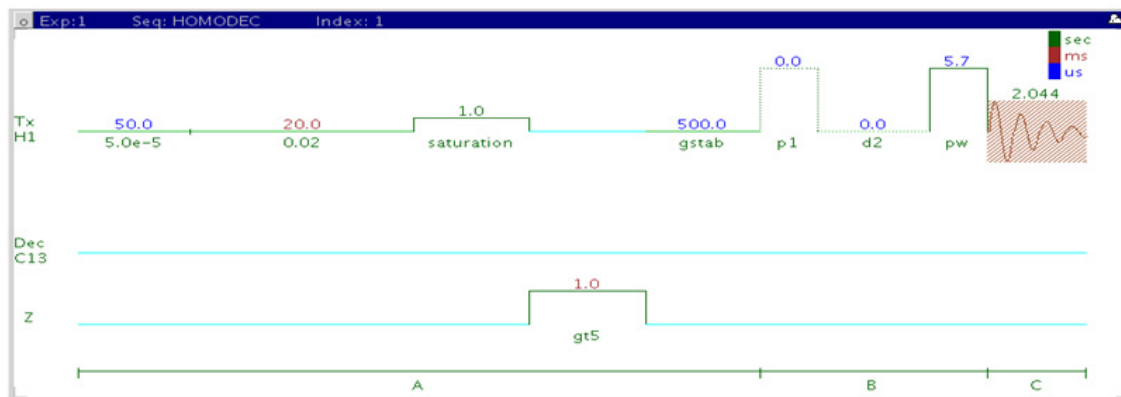 Exp:1 Seq: HOMODEC Index: 1
sec
ms
us
0.0 5.7
2.044
Tx
H1
50.0 20.0 1.0 500.0 0.0
5.0e-5 0.02 saturation gstab p1 d2 pw
Dec
C13
1.0
Z
gt5
A B C